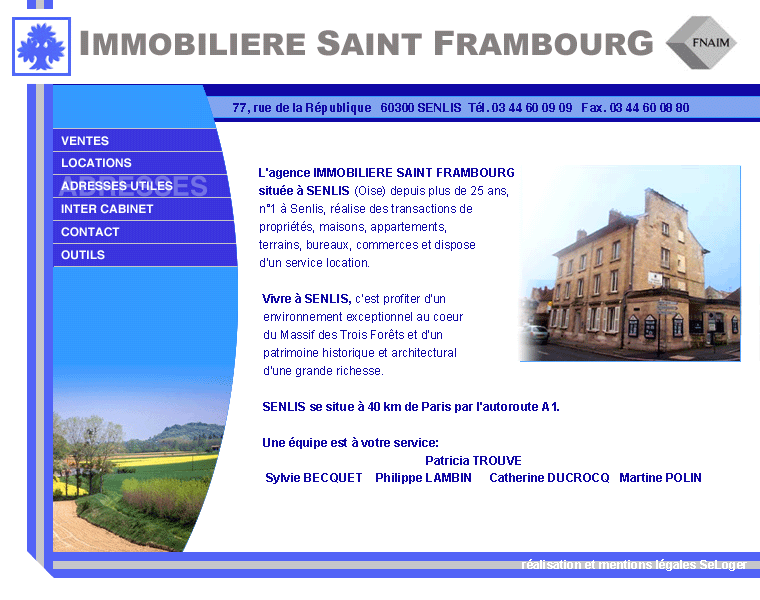 IMMOBILIERE SAINT FRAMBOURG
FNAIM
77, rue de la République 60300 SENLIS Tél. 03 44 60 09 09 Fax. 03 44 60 08 80
VENTES
LOCATIONS
ADRESSES
ADRESSES UTILES
INTER CABINET
CONTACT
OUTILS
L'agence IMMOBILIERE SAINT FRAMBOURG
située à SENLIS (Oise) depuis plus de 25 ans,
n°1 à Senlis, réalise des transactions de
propriétés, maisons, appartements,
terrains, bureaux, commerces et dispose
d'un service location.
Vivre à SENLIS, c'est profiter d'un
environnement exceptionnel au coeur
du Massif des Trois Forêts et d'un
patrimoine historique et architectural
d'une grande richesse.
SENLIS se situe à 40 km de Paris par l'autoroute A1.
Une équipe est à votre service:
Patricia TROUVE
Sylvie BECQUET Philippe LAMBIN Catherine DUCROCQ Martine POLIN
réalisation et mentions légales SeLoger